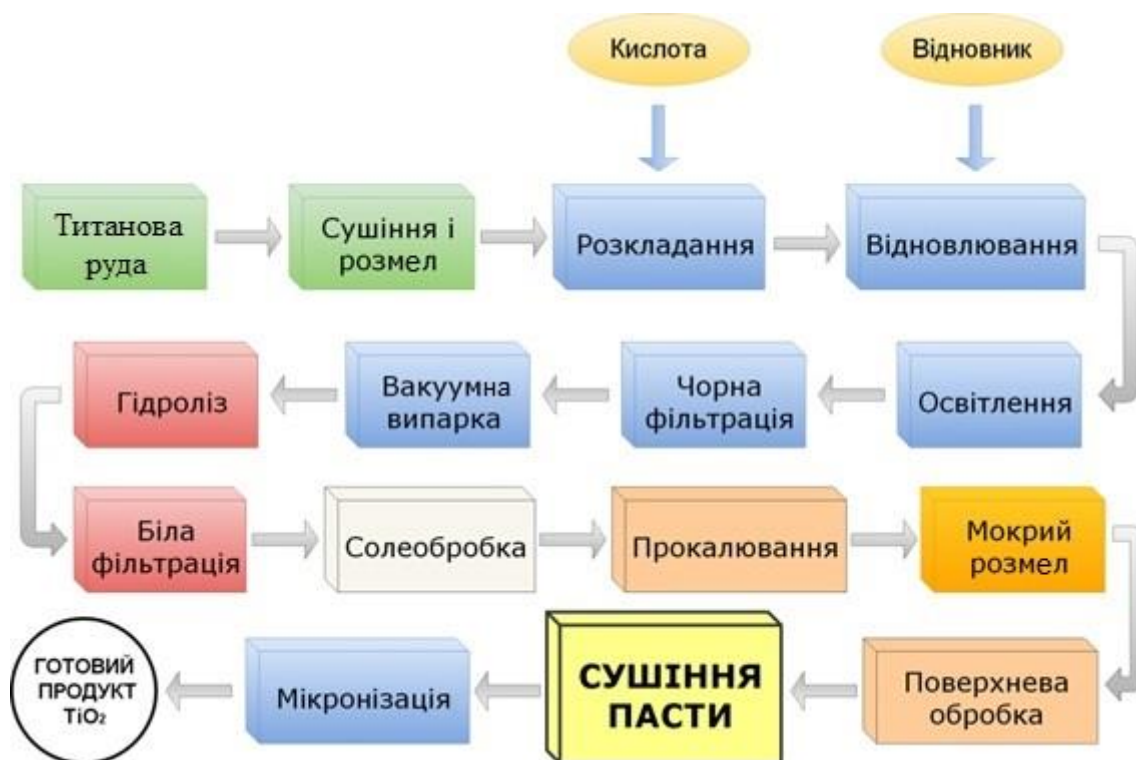 Кислота
Відновник
Титанова
руда
Сушіння і
розмел
Розкладання
Відновлювання
Гідроліз
Вакуумна
випарка
Чорна
фільтрація
Освітлення
Біла
фільтрація
Солеобробка
Прокалювання
Мокрий
розмел
ГОТОВИЙ
ПРОДУКТ
TiO₂
Мікронізація
СУШІННЯ
ПАСТИ
Поверхнева
обробка